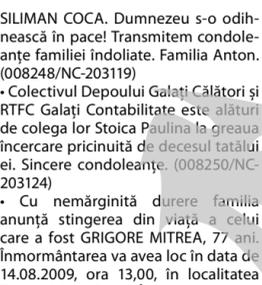 SILIMAN COCA. Dumnezeu s-o odih-
nească în pace! Transmitem condole-
anțe familiei îndoliate. Familia Anton.
(008248/NC-203119)
• Colectivul Depoului Galați Călători și
RTFC Galați Contabilitate este alături
de colega lor Stoica Paulina la greaua
încercare pricinuită de decesul tatălui
ei. Sincere condoleanțe. (008250/NC-
203124)
• Cu nemărginită durere familia
anunță stingerea din viață a celui
care a fost GRIGORE MITREA, 77 ani.
Înmormântarea va avea loc în data de
14.08.2009, ora 13,00, în localitatea